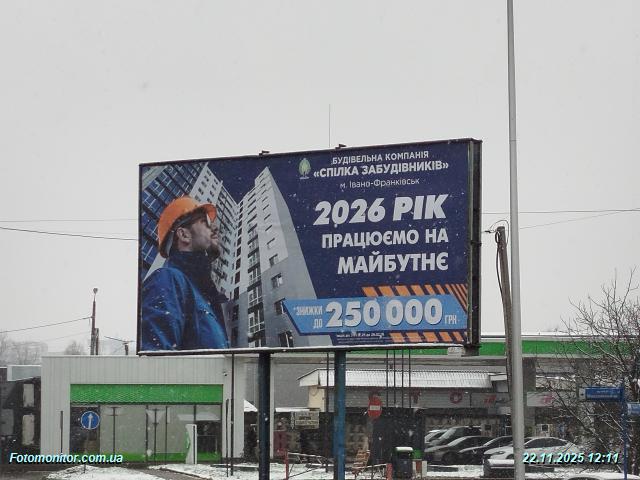 БУДІВЕЛЬНА КОМПАНІЯ
«СПІЛКА ЗАБУДІВНИКІВ»
м. Івано-Франківськ
2026 РІК
ПРАЦЮЄМО НА
МАЙБУТНЄ
*ЗНИЖКИ
ДО 250 000 ГРН
Fotomonitor.com.ua
22.11.2025 12:11